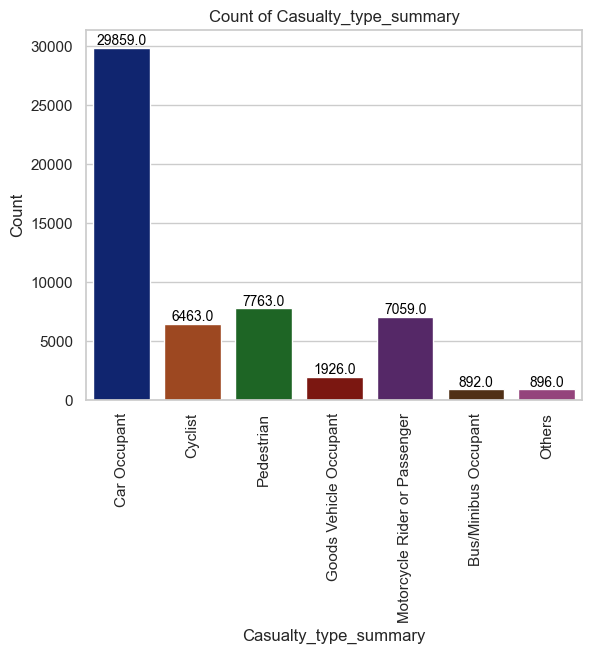 Count of Casualty_type_summary
Count
30000
25000
20000
15000
10000
5000
0
29859.0
6463.0
7763.0
1926.0
7059.0
892.0
896.0
Car Occupant
Cyclist
Pedestrian
Goods Vehicle Occupant
Motorcycle Rider or Passenger
Bus/Minibus Occupant
Others
Casualty_type_summary